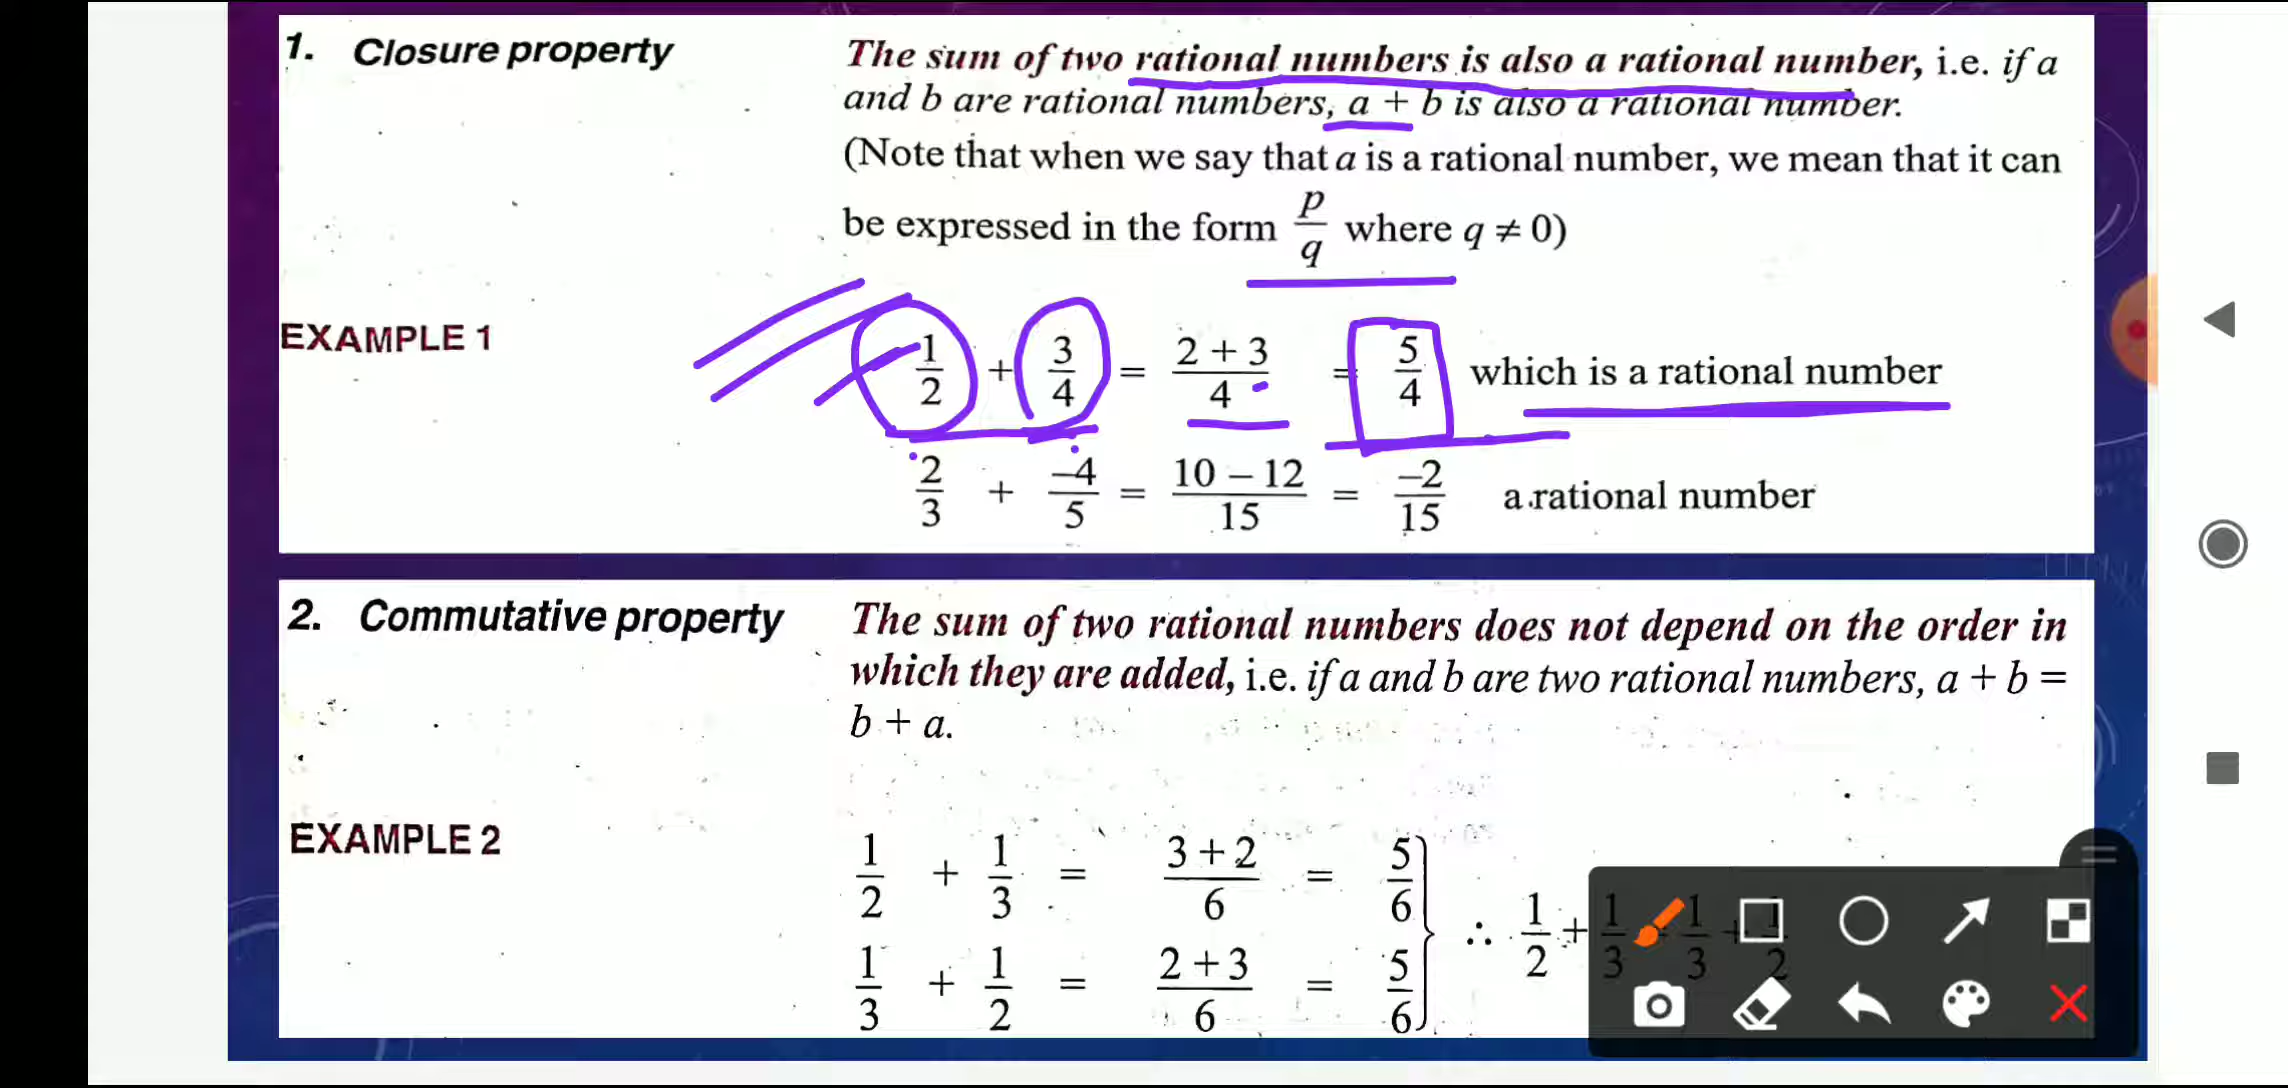 1. Closure property
The sum of two rational numbers is also a rational number, i.e. if a
and b are rational numbers, a + b is also a rational number.
(Note that when we say that a is a rational number, we mean that it can
be expressed in the form p/q where q ≠ 0)
EXAMPLE 1
1/2 + 3/4 = (2 + 3)/4 = 5/4 which is a rational number
2/3 + -4/5 = (10 – 12)/15 = -2/15 a rational number
2. Commutative property
The sum of two rational numbers does not depend on the order in
which they are added, i.e. if a and b are two rational numbers, a + b =
b + a.
EXAMPLE 2
1/2 + 1/3 = (3 + 2)/6 = 5/6
1/3 + 1/2 = (2 + 3)/6 = 5/6
∴ 1/2 + 1/3 1/3 + 1/2